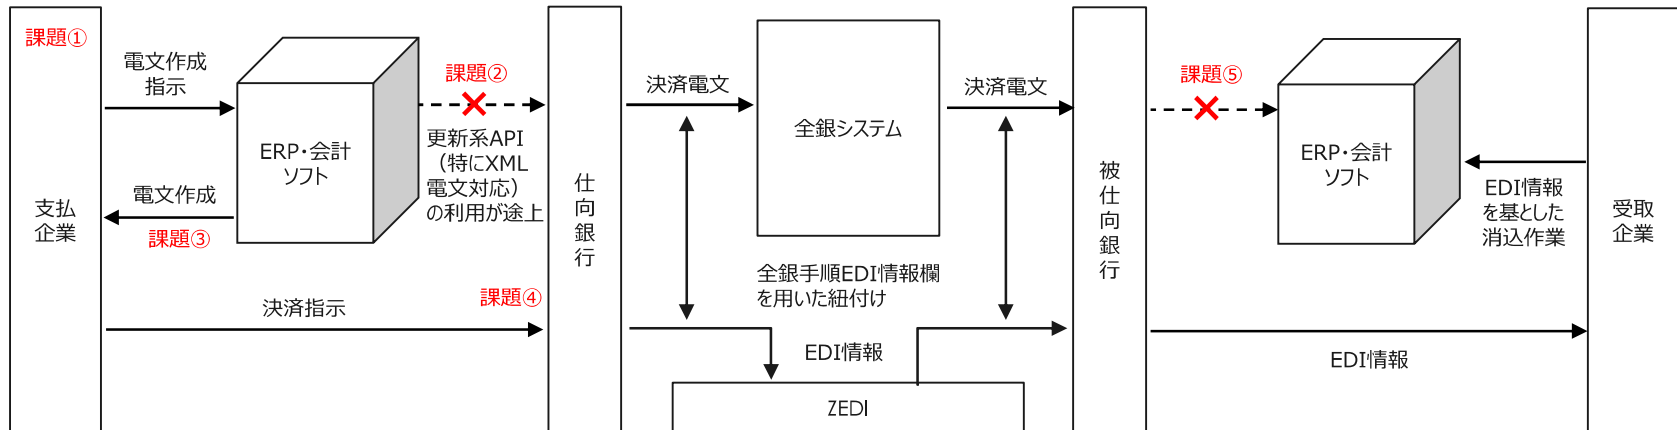 課題①
電文作成
指示
ERP・会計
ソフト
電文作成
課題③
支払
企業
課題②
更新系API
（特にXML
電文対応）
の利用が途上
決済指示
課題④
仕向銀行
決済電文
全銀システム
決済電文
全銀手順EDI情報欄
を用いた紐付け
EDI情報
ZEDI
被仕向銀行
課題⑤
ERP・会計
ソフト
EDI情報
を基とした
消込作業
EDI情報
受取
企業